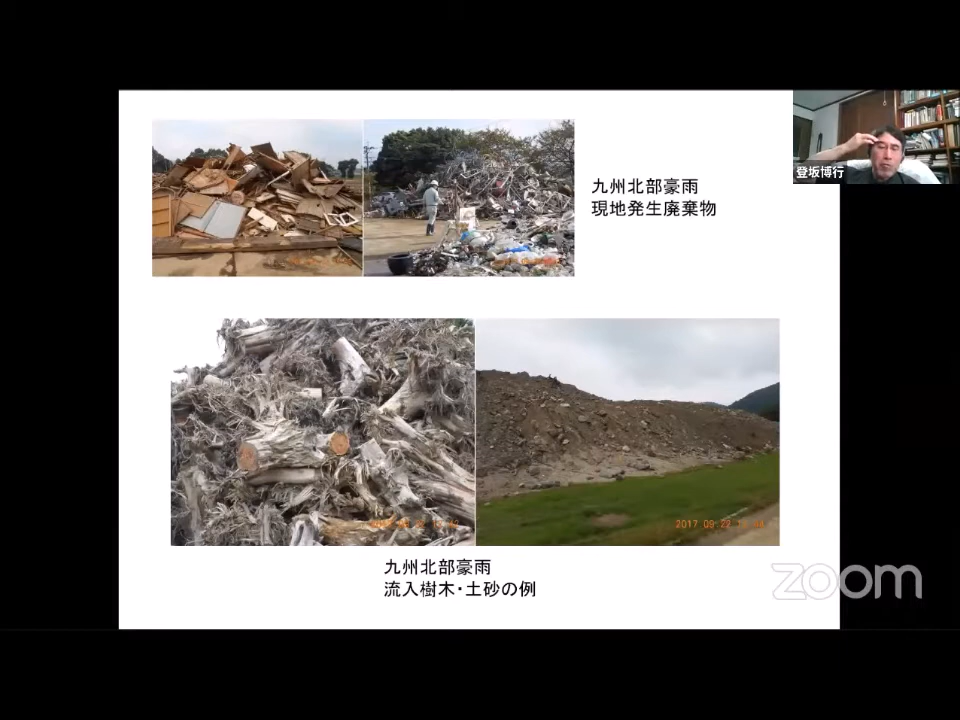 九州北部豪雨
現地発生廃棄物
登坂博行
2017 09 22
九州北部豪雨
流入樹木・土砂の例
zoom